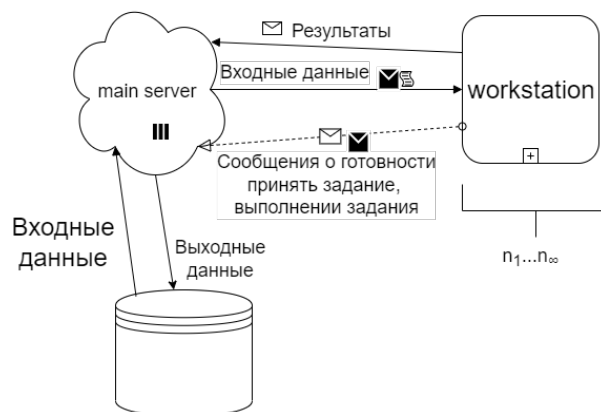 Результаты
Входные данные
main server
workstation
Сообщения о готовности
принять задание,
выполнении задания
Входные
данные
Выходные
данные
n₁...n∞